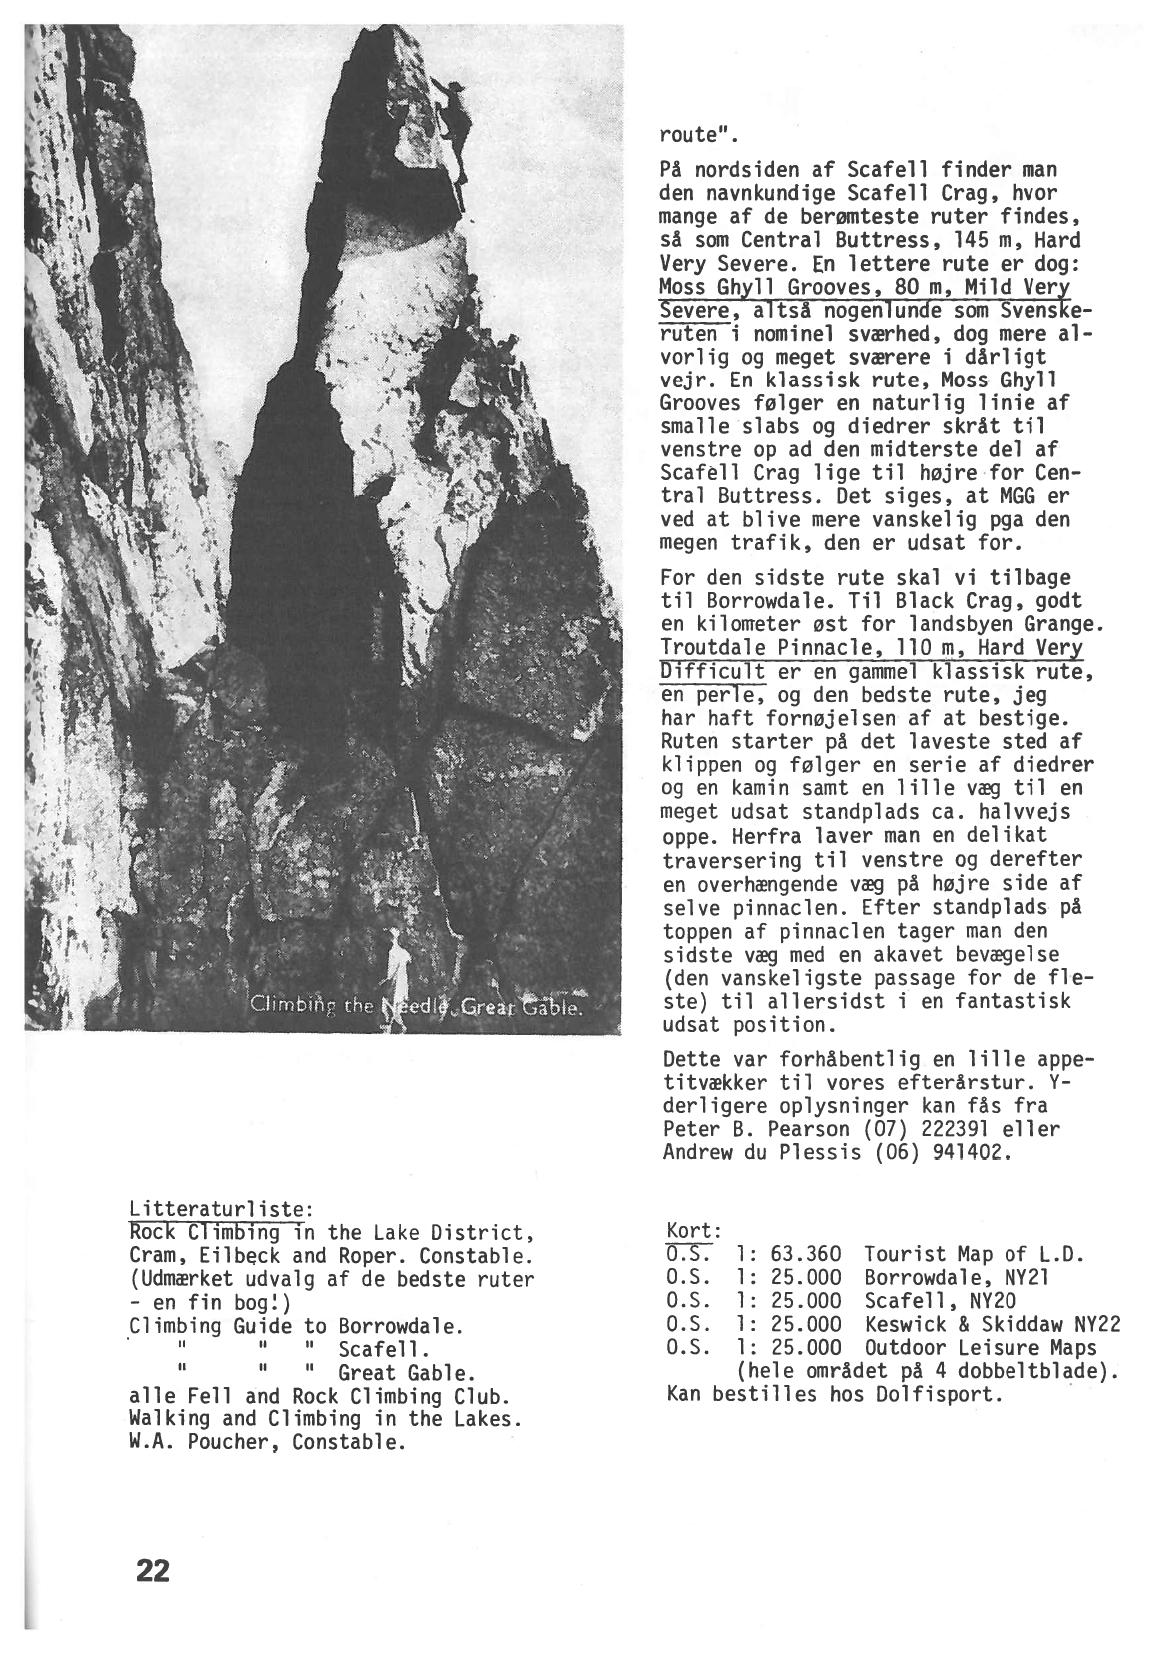 Climbing the Needle, Great Gable.
route".
På nordsiden af Scafell finder man
den navnkundige Scafell Crag, hvor
mange af de berømteste ruter findes,
så som Central Buttress, 145 m, Hard
Very Severe. En lettere rute er dog:
Moss Ghyll Grooves, 80 m, Mild Very
Severe, altså nogenlunde som Svenske-
ruten i nominel sværhed, dog mere al-
vorlig og meget sværere i dårligt
vejr. En klassisk rute, Moss Ghyll
Grooves følger en naturlig linie af
smalle slabs og diedrer skråt til
venstre op ad den midterste del af
Scafell Crag lige til højre for Cen-
tral Buttress. Det siges, at MGG er
ved at blive mere vanskelig pga den
megen trafik, den er udsat for.
For den sidste rute skal vi tilbage
til Borrowdale. Til Black Crag, godt
en kilometer øst for landsbyen Grange.
Troutdale Pinnacle, 110 m, Hard Very
Difficult er en gammel klassisk rute,
en perle, og den bedste rute, jeg
har haft fornøjelsen af at bestige.
Ruten starter på det laveste sted af
klippen og følger en serie af diedrer
og en kamin samt en lille væg til en
meget udsat standplads ca. halvvejs
oppe. Herfra laver man en delikat
traversering til venstre og derefter
en overhængende væg på højre side af
selve pinnaclen. Efter standplads på
toppen af pinnaclen tager man den
sidste væg med en akavet bevægelse
(den vanskeligste passage for de fle-
ste) til allersidst i en fantastisk
udsat position.
Dette var forhåbentlig en lille appe-
titvækker til vores efterårstur. Y-
derligere oplysninger kan fås fra
Peter B. Pearson (07) 222391 eller
Andrew du Plessis (06) 941402.
Litteraturliste:
Rock Climbing in the Lake District,
Cram, Eilbeck and Roper. Constable.
(Udmærket udvalg af de bedste ruter
- en fin bog!)
Climbing Guide to Borrowdale.
" " " Scafell.
" " " Great Gable.
alle Fell and Rock Climbing Club.
Walking and Climbing in the Lakes.
W.A. Poucher, Constable.
Kort:
O.S. 1: 63.360 Tourist Map of L.D.
O.S. 1: 25.000 Borrowdale, NY21
O.S. 1: 25.000 Scafell, NY20
O.S. 1: 25.000 Keswick & Skiddaw NY22
O.S. 1: 25.000 Outdoor Leisure Maps
(hele området på 4 dobbeltblade).
Kan bestilles hos Dolfisport.
22